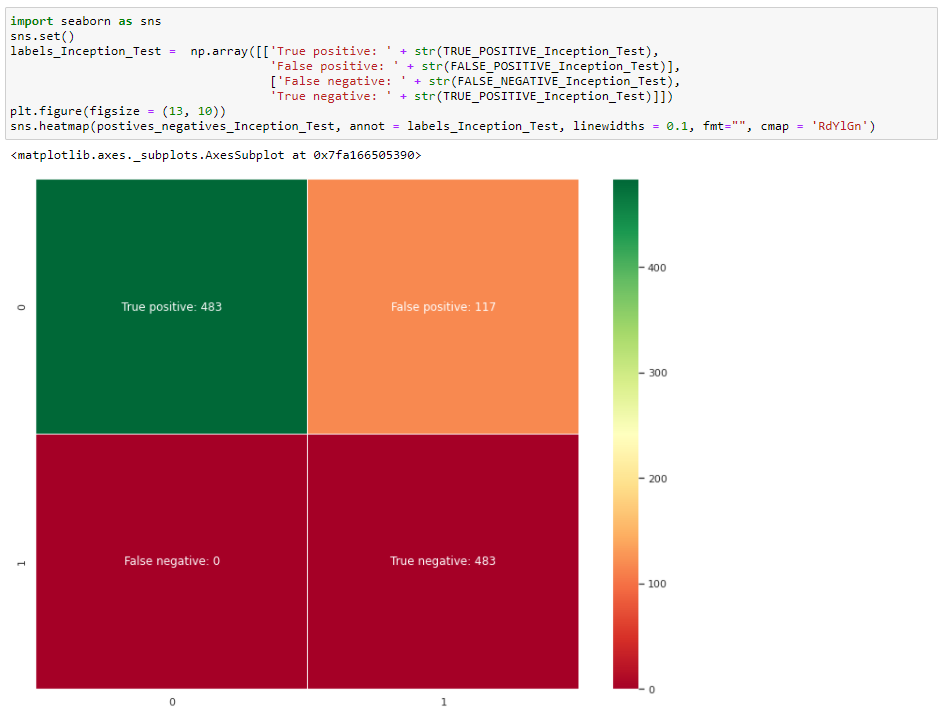 import seaborn as sns
sns.set()
labels_Inception_Test =  np.array([['True positive: ' + str(TRUE_POSITIVE_Inception_Test),
'False positive: ' + str(FALSE_POSITIVE_Inception_Test)],
['False negative: ' + str(FALSE_NEGATIVE_Inception_Test),
'True negative: ' + str(TRUE_POSITIVE_Inception_Test)]])
plt.figure(figsize = (13, 10))
sns.heatmap(postives_negatives_Inception_Test, annot = labels_Inception_Test, linewidths = 0.1, fmt="", cmap = 'RdYlGn')
<matplotlib.axes._subplots.AxesSubplot at 0x7fa166505390>
400
0
True positive: 483
False positive: 117
300
200
1
False negative: 0
True negative: 483
100
0
0
1